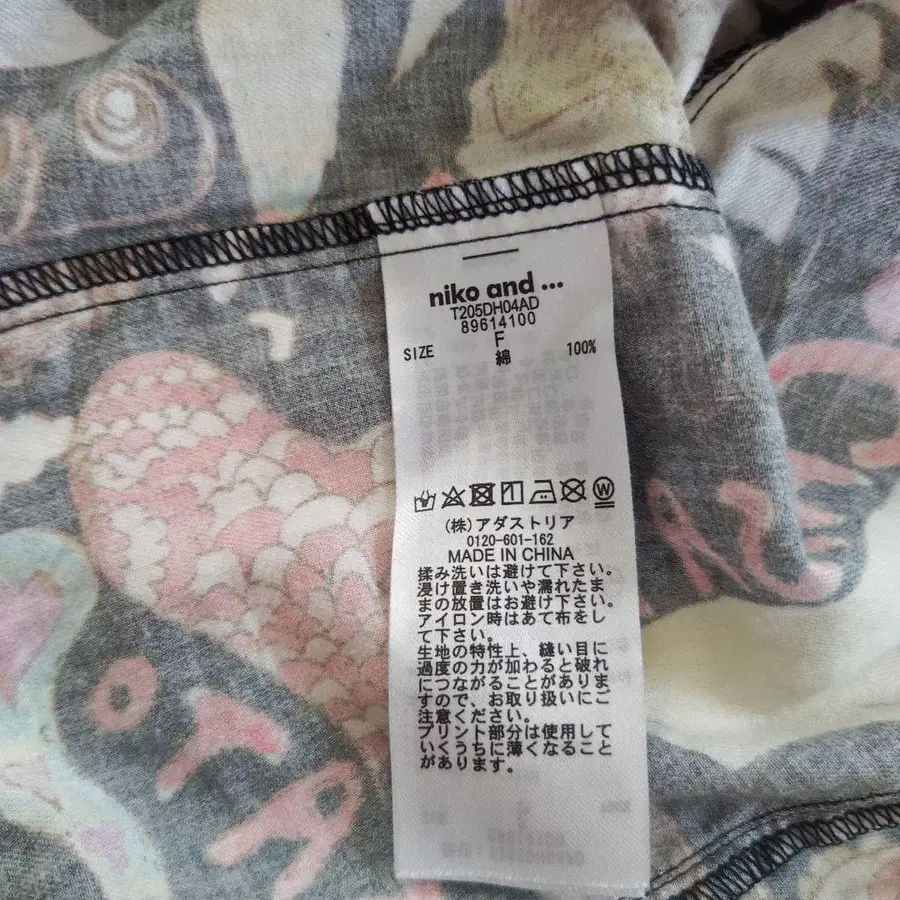 niko and ...
T205DH04AD
89614100
SIZE F
綿 100%
W
(株)アダストリア
0120-601-162
MADE IN CHINA
揉み洗いは避けて下さい。
浸け置き洗いや濡れたま
まの放置はお避け下さい。
アイロン時はあて布をし
て下さい。
生地の特性上、縫い目に
過度の力が加わると破れ
につながることがありま
すので、お取り扱いにご
注意ください。
プリント部分は使用して
いくうちに薄くなること
があります。